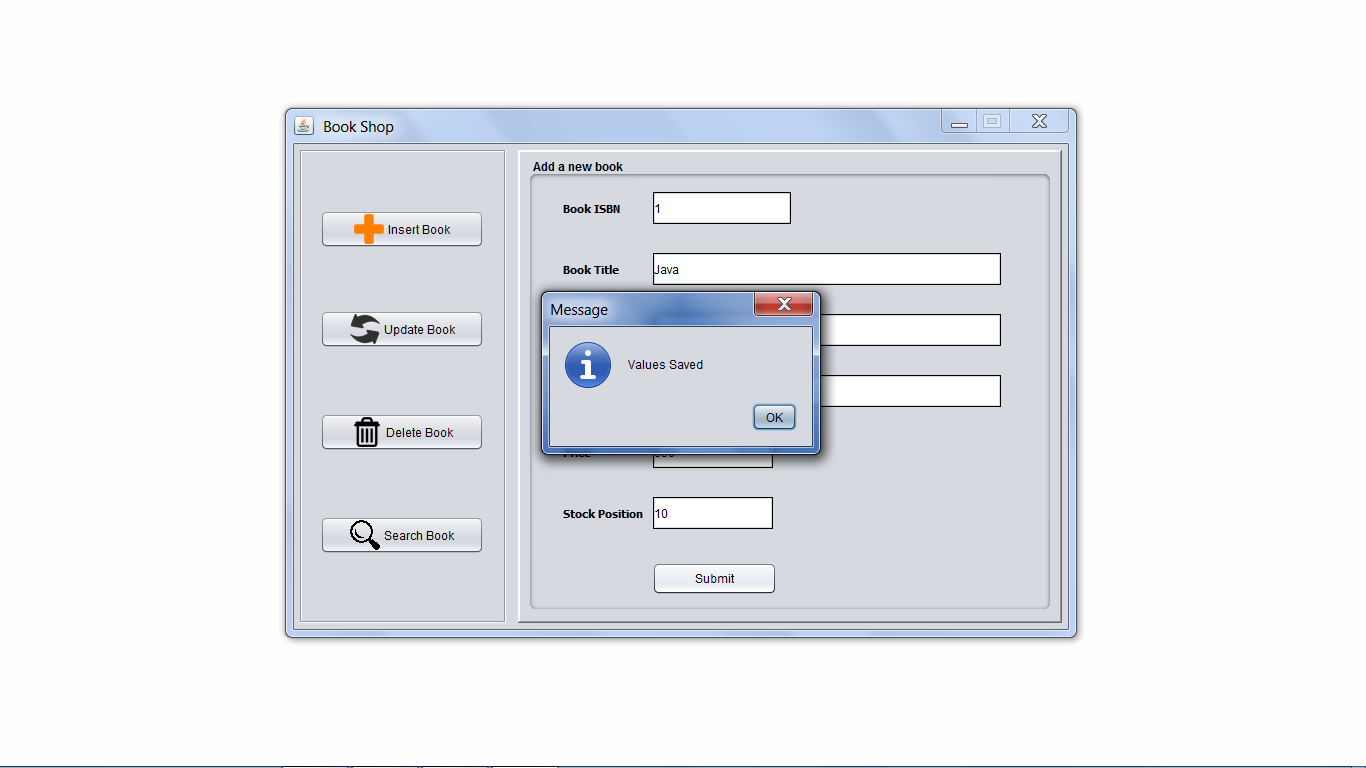 Book Shop
Add a new book
Insert Book
Update Book
Delete Book
Search Book
Book ISBN 1
Book Title Java
Message
Values Saved
OK
Price
Stock Position 10
Submit